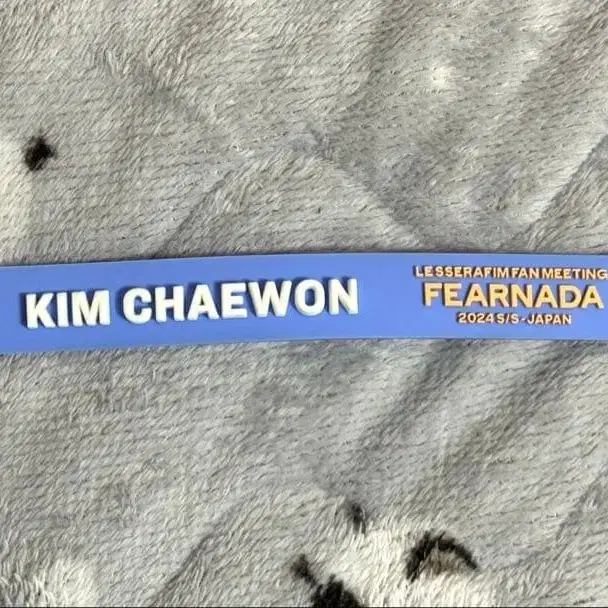 KIM CHAEWON
LE SSERAFIM FAN MEETING
FEARNADA
2024 S/S - JAPAN